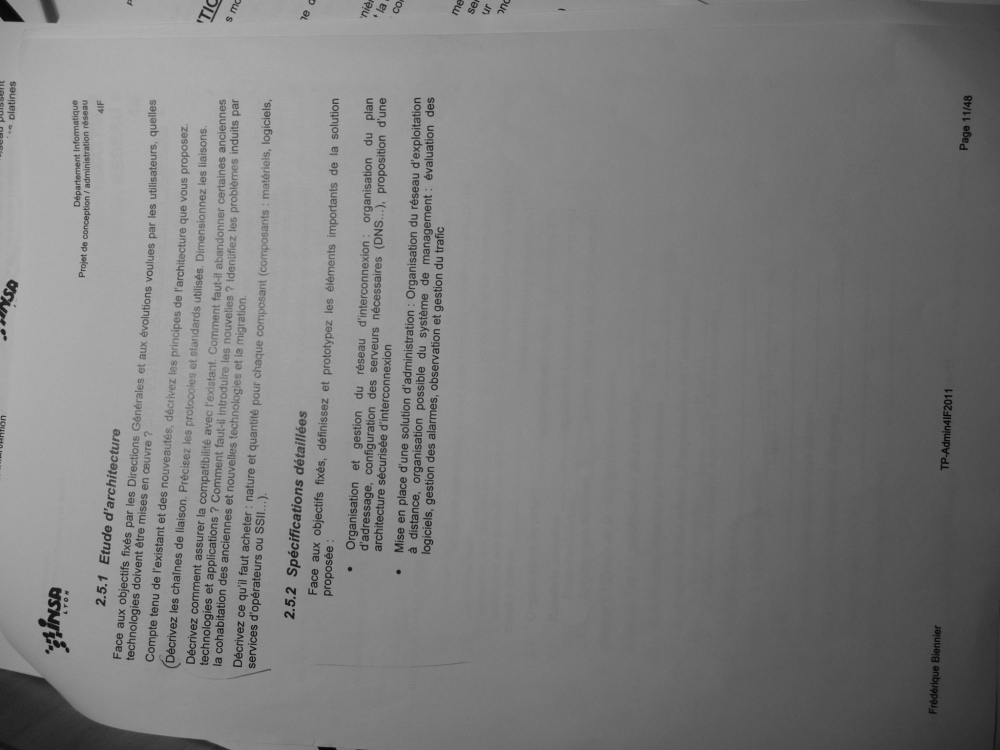 INSA
LYON
Département Informatique
Projet de conception / administration réseau
4IF
2.5.1 Etude d'architecture
Face aux objectifs fixés par les Directions Générales et aux évolutions voulues par les utilisateurs, quelles
technologies doivent être mises en œuvre ?
Compte tenu de l'existant et des nouveautés, décrivez les principes de l'architecture que vous proposez.
Décrivez les chaînes de liaison. Précisez les protocoles et standards utilisés. Dimensionnez les liaisons.
Décrivez comment assurer la compatibilité avec l'existant. Comment faut-il abandonner certaines anciennes
technologies et applications ? Comment faut-il introduire les nouvelles ? Identifiez les problèmes induits par
la cohabitation des anciennes et nouvelles technologies et la migration.
Décrivez ce qu'il faut acheter : nature et quantité pour chaque composant (composants : matériels, logiciels,
services d'opérateurs ou SSII...).
2.5.2 Spécifications détaillées
Face aux objectifs fixés, définissez et prototypez les éléments importants de la solution
proposée :
• Organisation et gestion du réseau d'interconnexion : organisation du plan
d'adressage, configuration des serveurs nécessaires (DNS...), proposition d'une
architecture sécurisée d'interconnexion
• Mise en place d'une solution d'administration : Organisation du réseau d'exploitation
à distance, organisation possible du système de management : évaluation des
logiciels, gestion des alarmes, observation et gestion du trafic
Frédérique Biennier
TP-Admin4IF2011
Page 11/48
INSA
platines